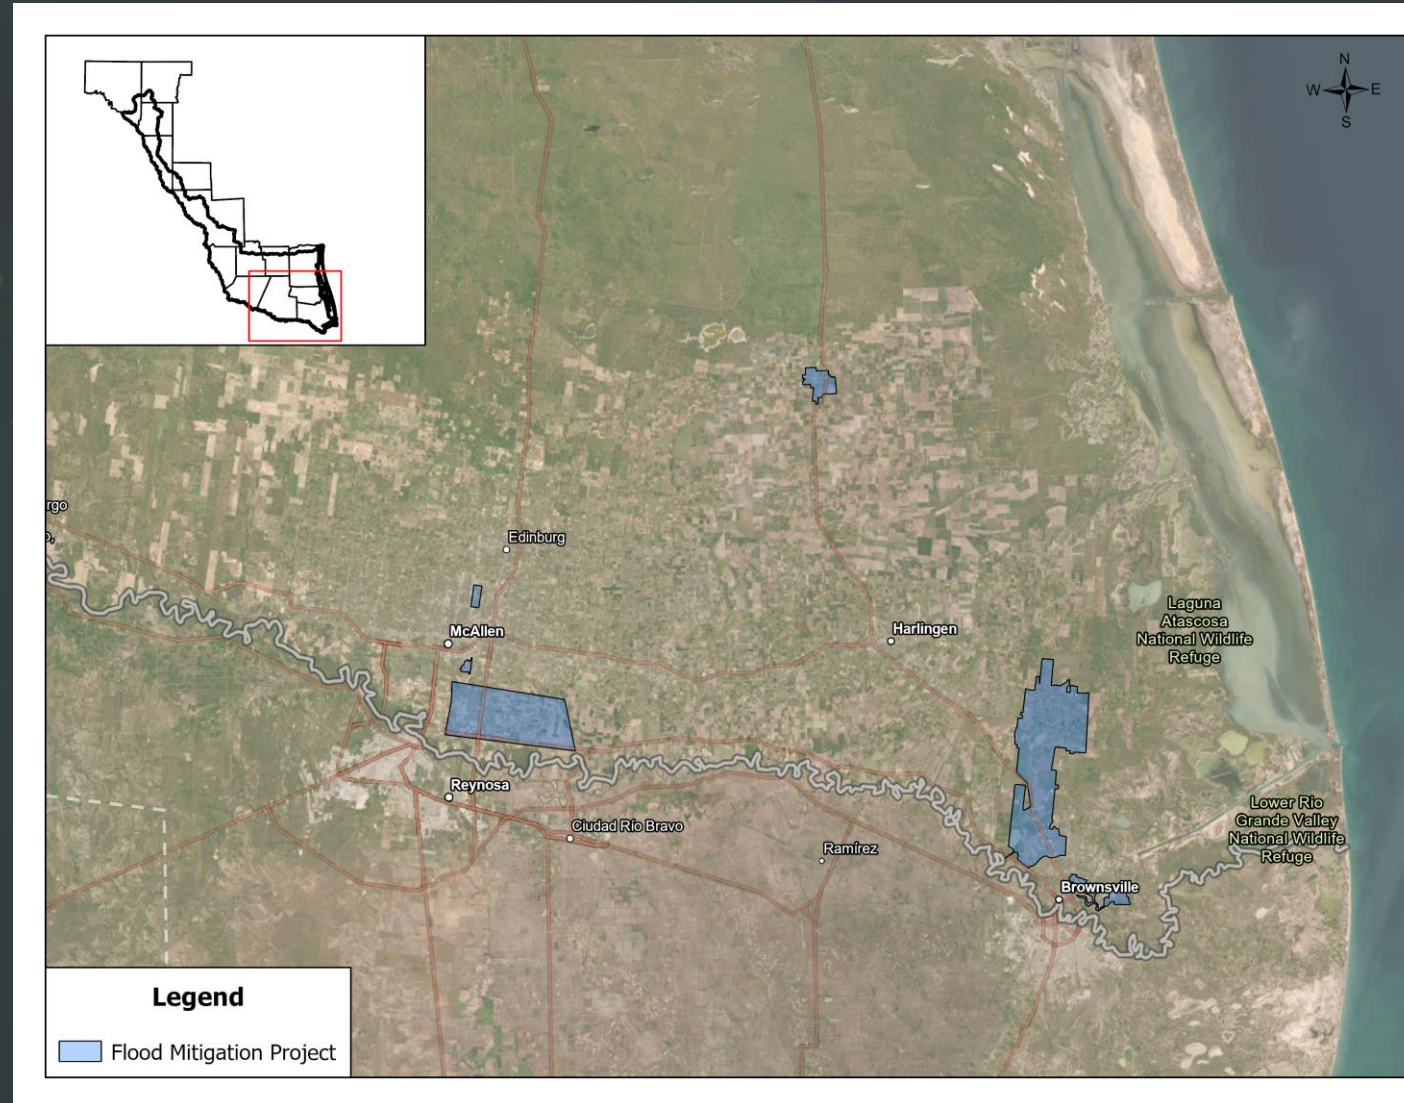 N
W E
S
rgo
o,
Edinburg
McAllen
Harlingen
Laguna
Atascosa
National Wildlife
Refuge
Reynosa
Ciudad Río Bravo
Ramírez
Lower Rio
Grande Valley
National Wildlife
Refuge
Brownsville
Legend
Flood Mitigation Project